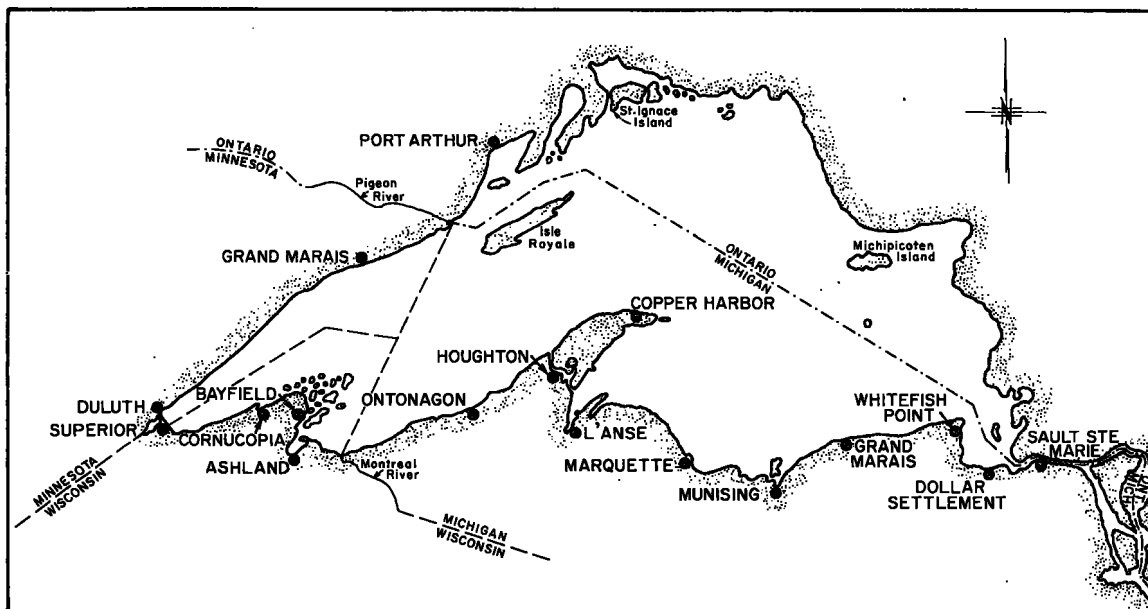 St. Ignace
Island
PORT ARTHUR
ONTARIO
MINNESOTA
Pigeon
River
Isle
Royale
GRAND MARAIS
ONTARIO
MICHIGAN
Michipicoten
Island
COPPER HARBOR
HOUGHTON
DULUTH
SUPERIOR
BAYFIELD
CORNUCOPIA
ASHLAND
ONTONAGON
L'ANSE
WHITEFISH
POINT
GRAND
MARAIS
SAULT STE
MARIE
MARQUETTE
MUNISING
DOLLAR
SETTLEMENT
Montreal
River
MINNESOTA
WISCONSIN
MICHIGAN
WISCONSIN